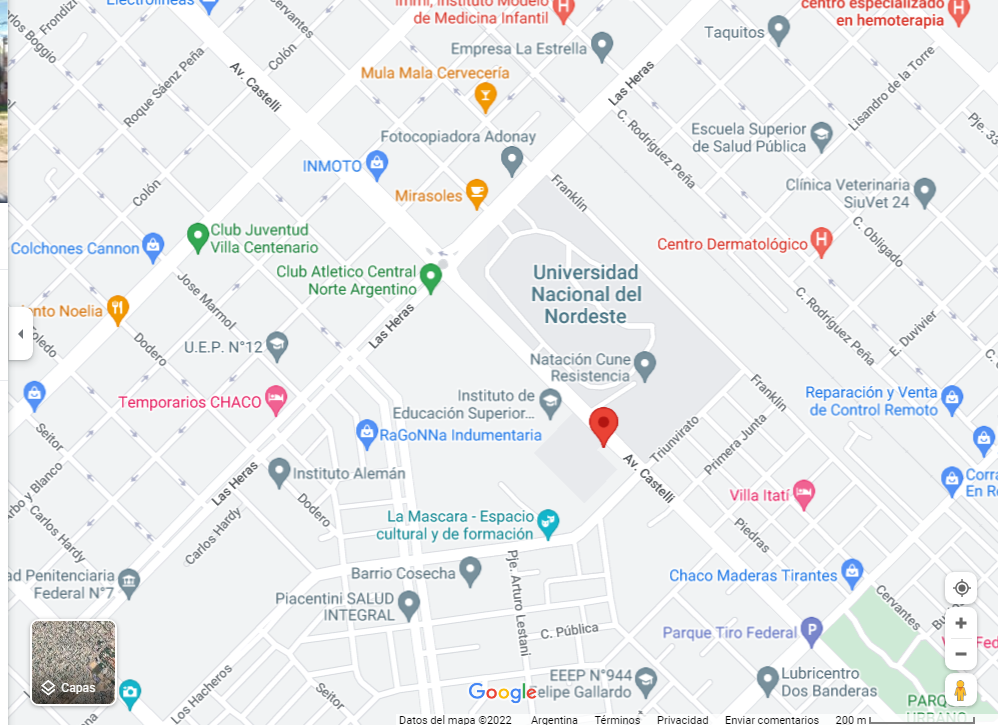 Electrolíneas
Immi, Instituto Modelo
de Medicina Infantil
centro especializado
en hemoterapia
Frondizi
Cervantes
Carlos Boggio
Colón
Empresa La Estrella
Taquitos
Roque Sáenz Peña
Av. Castelli
Mula Mala Cervecería
Las Heras
Lisandro de la Torre
C. Rodríguez Peña
Pje. 33
Fotocopiadora Adonay
Escuela Superior
de Salud Pública
INMOTO
Colón
Mirasoles
Franklin
Clínica Veterinaria
SiuVet 24
Club Juventud
Villa Centenario
Colchones Cannon
Centro Dermatológico
C. Obligado
Club Atletico Central
Norte Argentino
Universidad
Nacional del
Nordeste
Jose Marmol
C. Rodríguez Peña
E. Duvivier
anto Noelia
Las Heras
Toledo
Dodero
U.E.P. N°12
Natación Cune
Resistencia
Franklin
Temporarios CHACO
Instituto de
Educación Superior...
Reparación y Venta
de Control Remoto
RaGoNNa Indumentaria
Triunvirato
Primera Junta
Seitor
Av. Castelli
Instituto Alemán
Las Heras
Corra
En Ro
Villa Itatí
Arbo y Blanco
Dodero
Carlos Hardy
Carlos Hardy
La Mascara - Espacio
cultural y de formación
Piedras
Pje. Arturo Lestani
ad Penitenciaria
Federal N°7
Barrio Cosecha
Chaco Maderas Tirantes
Piacentini SALUD
INTEGRAL
Cervantes
C. Pública
Parque Tiro Federal
Capas
Los Hacheros
Seitor
EEEP N°944
Felipe Gallardo
Lubricentro
Dos Banderas
PARQ
URBANO
Google
Datos del mapa ©2022 Argentina Términos Privacidad Enviar comentarios 200 m